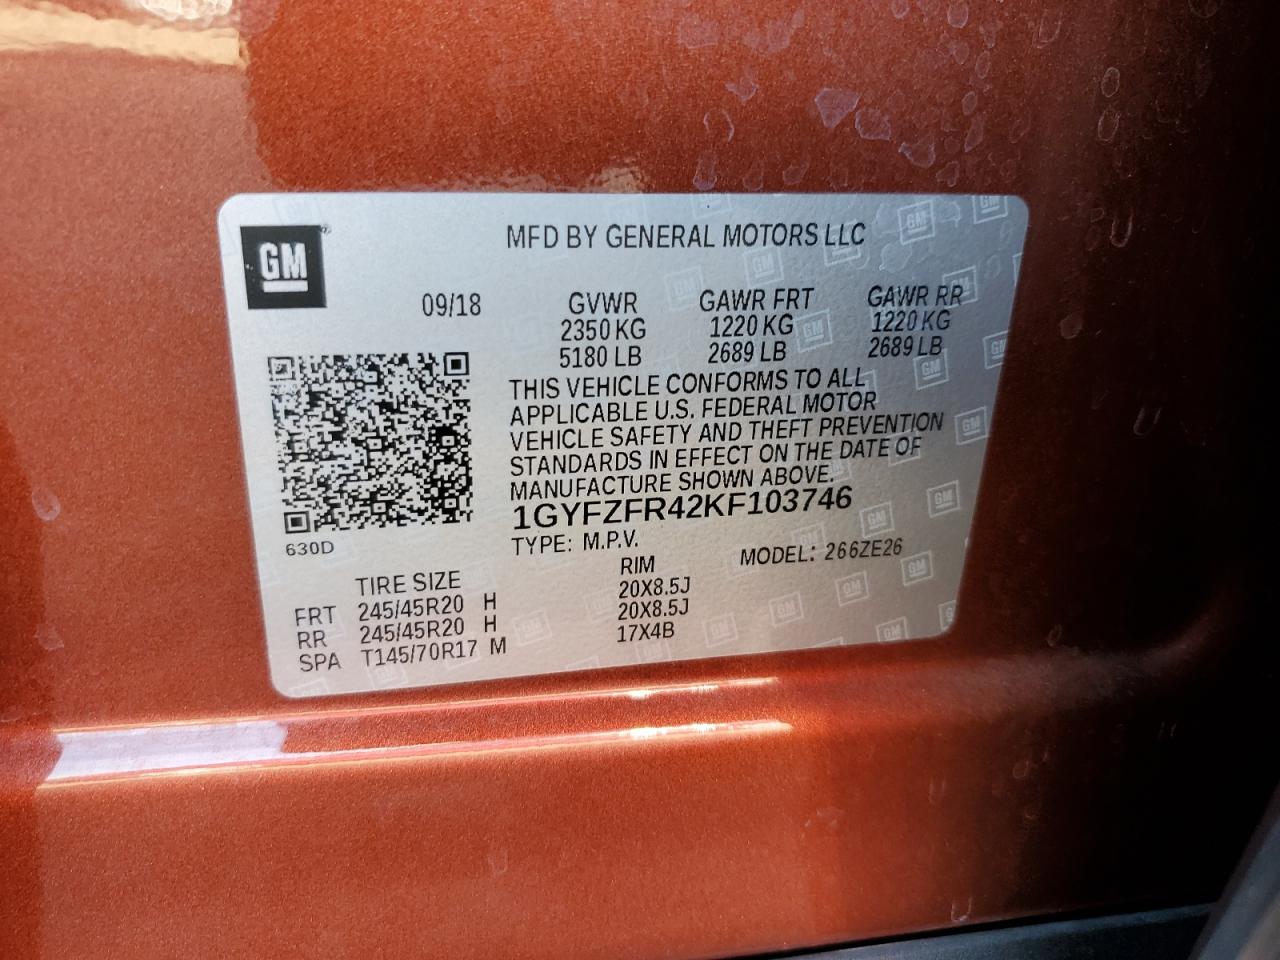 GM
MFD BY GENERAL MOTORS LLC
09/18 GVWR GAWR FRT GAWR RR
2350 KG 1220 KG 1220 KG
5180 LB 2689 LB 2689 LB
THIS VEHICLE CONFORMS TO ALL
APPLICABLE U.S. FEDERAL MOTOR
VEHICLE SAFETY AND THEFT PREVENTION
STANDARDS IN EFFECT ON THE DATE OF
MANUFACTURE SHOWN ABOVE.
1GYFZFR42KF103746
630D
TYPE: M.P.V. MODEL: 266ZE26
TIRE SIZE RIM
FRT 245/45R20 H 20X8.5J
RR 245/45R20 H 20X8.5J
SPA T145/70R17 M 17X4B